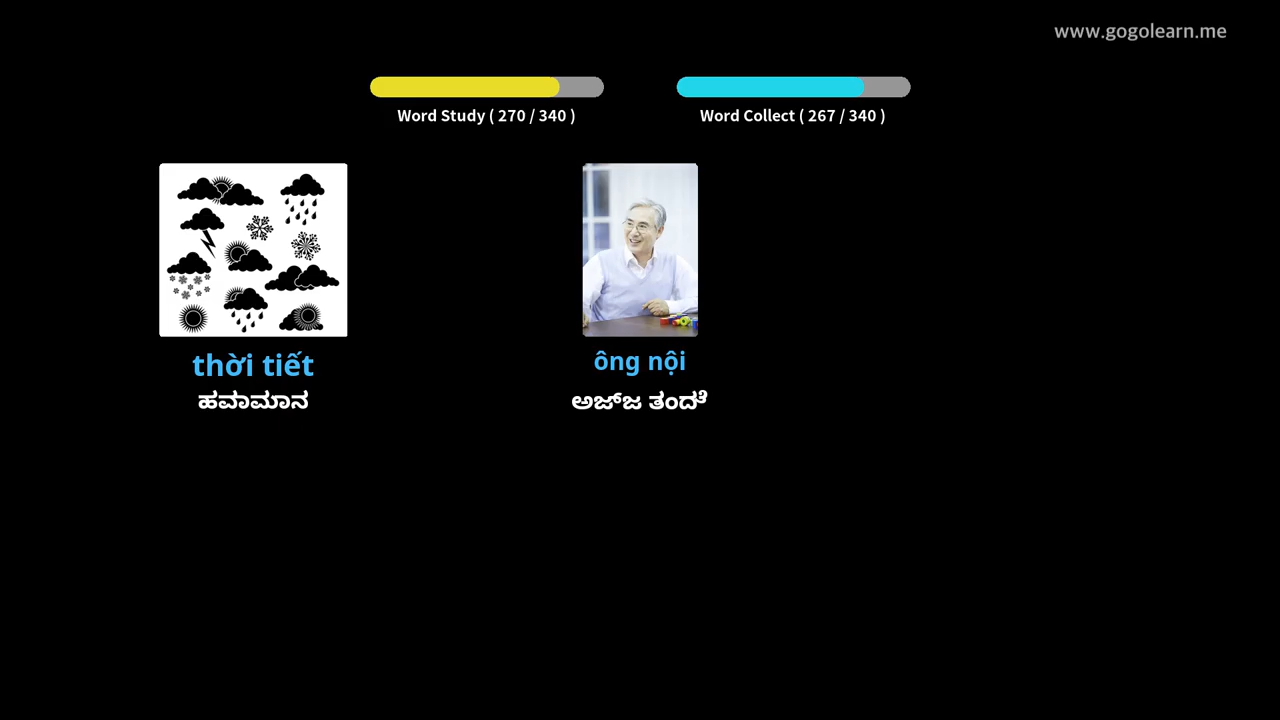 www.gogolearn.me
Word Study ( 270 / 340 )
Word Collect ( 267 / 340 )
thời tiết
ಹವಾಮಾನ
ông nội
ಅಜ್‌ಜ ತಂದೆ